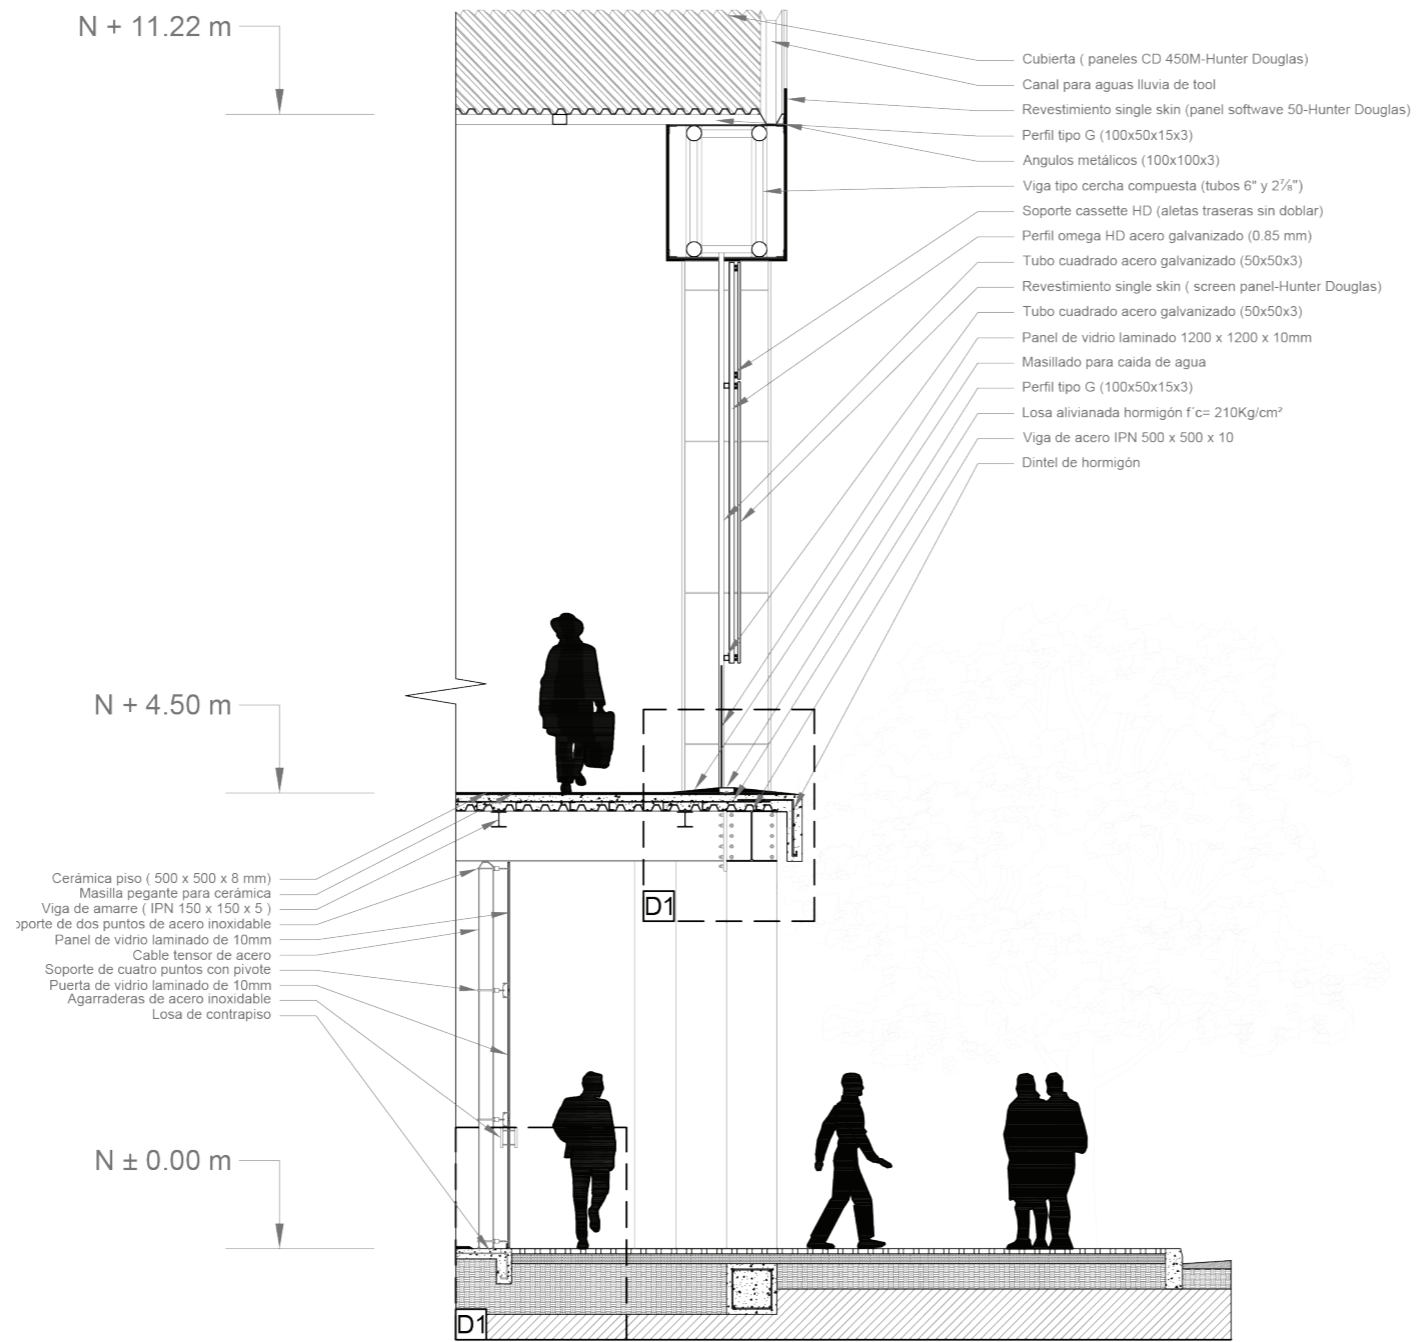 N + 11.22 m
Cubierta ( paneles CD 450M-Hunter Douglas)
Canal para aguas lluvia de tool
Revestimiento single skin (panel softwave 50-Hunter Douglas)
Perfil tipo G (100x50x15x3)
Angulos metálicos (100x100x3)
Viga tipo cercha compuesta (tubos 6" y 2⅞")
Soporte cassette HD (aletas traseras sin doblar)
Perfil omega HD acero galvanizado (0.85 mm)
Tubo cuadrado acero galvanizado (50x50x3)
Revestimiento single skin ( screen panel-Hunter Douglas)
Tubo cuadrado acero galvanizado (50x50x3)
Panel de vidrio laminado 1200 x 1200 x 10mm
Masillado para caida de agua
Perfil tipo G (100x50x15x3)
Losa alivianada hormigón f´c= 210Kg/cm²
Viga de acero IPN 500 x 500 x 10
Dintel de hormigón
N + 4.50 m
Cerámica piso ( 500 x 500 x 8 mm)
Masilla pegante para cerámica
Viga de amarre ( IPN 150 x 150 x 5 )
oporte de dos puntos de acero inoxidable
Panel de vidrio laminado de 10mm
Cable tensor de acero
Soporte de cuatro puntos con pivote
Puerta de vidrio laminado de 10mm
Agarraderas de acero inoxidable
Losa de contrapiso
D1
N ± 0.00 m
D1